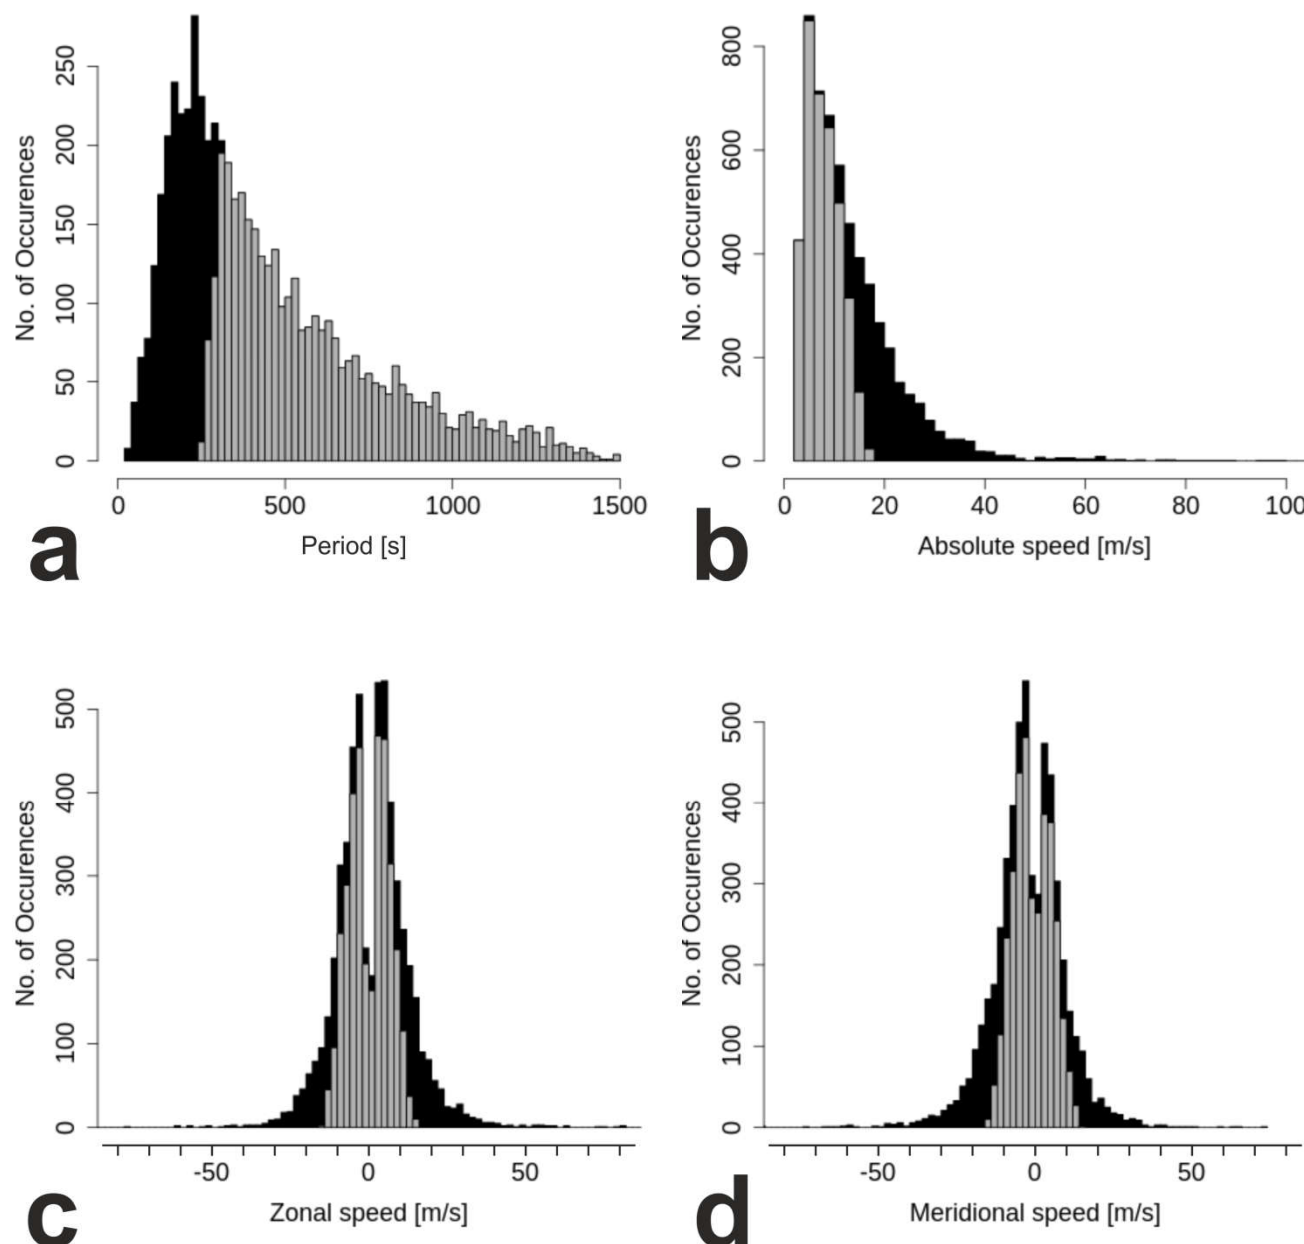 No. of Occurences
0 50 100 150 200 250
0 500 1000 1500
Period [s]
a
No. of Occurences
0 200 400 600 800
0 20 40 60 80 100
Absolute speed [m/s]
b
No. of Occurences
0 100 200 300 400 500
-50 0 50
Zonal speed [m/s]
c
No. of Occurences
0 100 200 300 400 500
-50 0 50
Meridional speed [m/s]
d